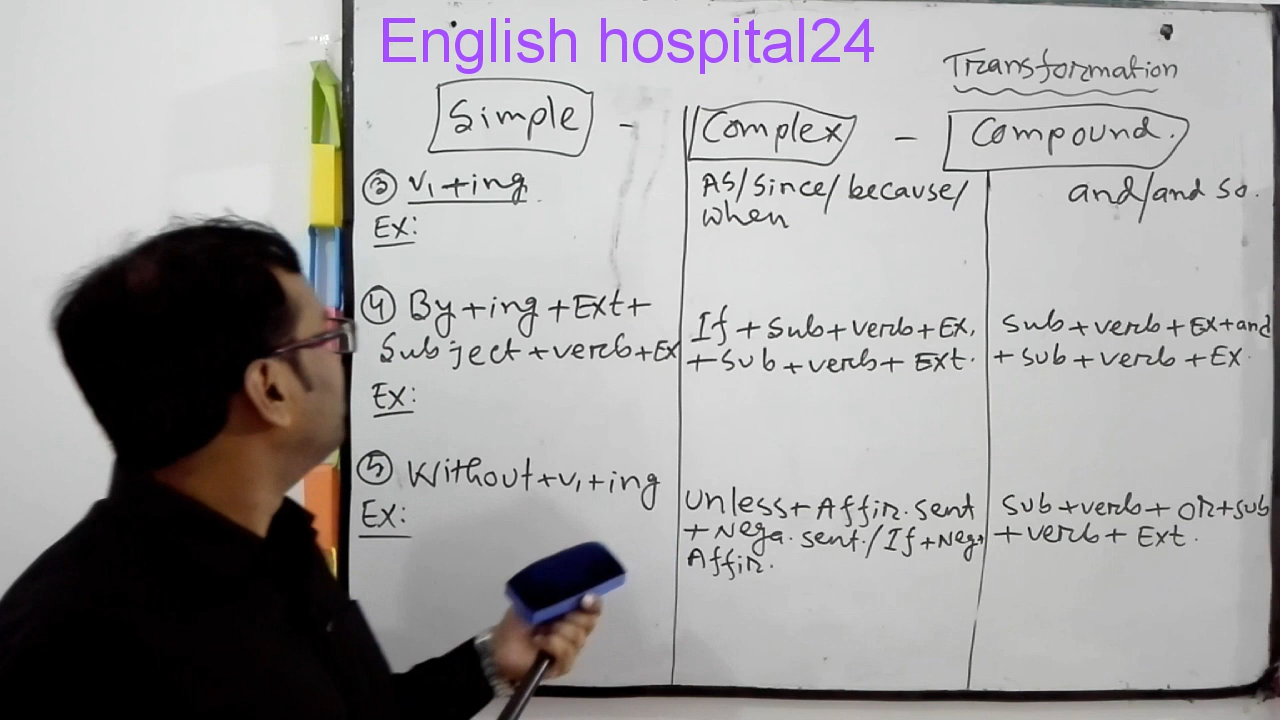 English hospital24
Transformation
Simple - Complex - Compound.
③ V1+ing.
Ex:
As/Since/because/
when
and/and so.
④ By+ing+Ext+
Subject+verb+Ex
Ex:
If+Sub+verb+Ex,
+Sub+verb+Ext.
Sub+verb+Ex+and
+sub+verb+Ex.
⑤ Without+V1+ing
Ex:
Unless+Affir.sent
+Nega.sent./If+Neg+
Affir.
Sub+verb+or+sub
+verb+Ext.